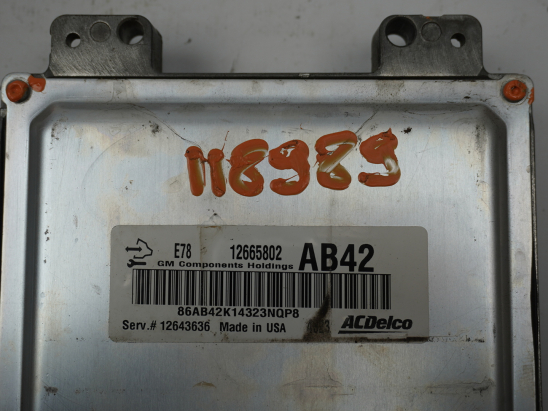 118989
E78 12665802 AB42
GM Components Holdings
86AB42K14323NQP8
Serv.# 12643636 Made in USA ACDelco